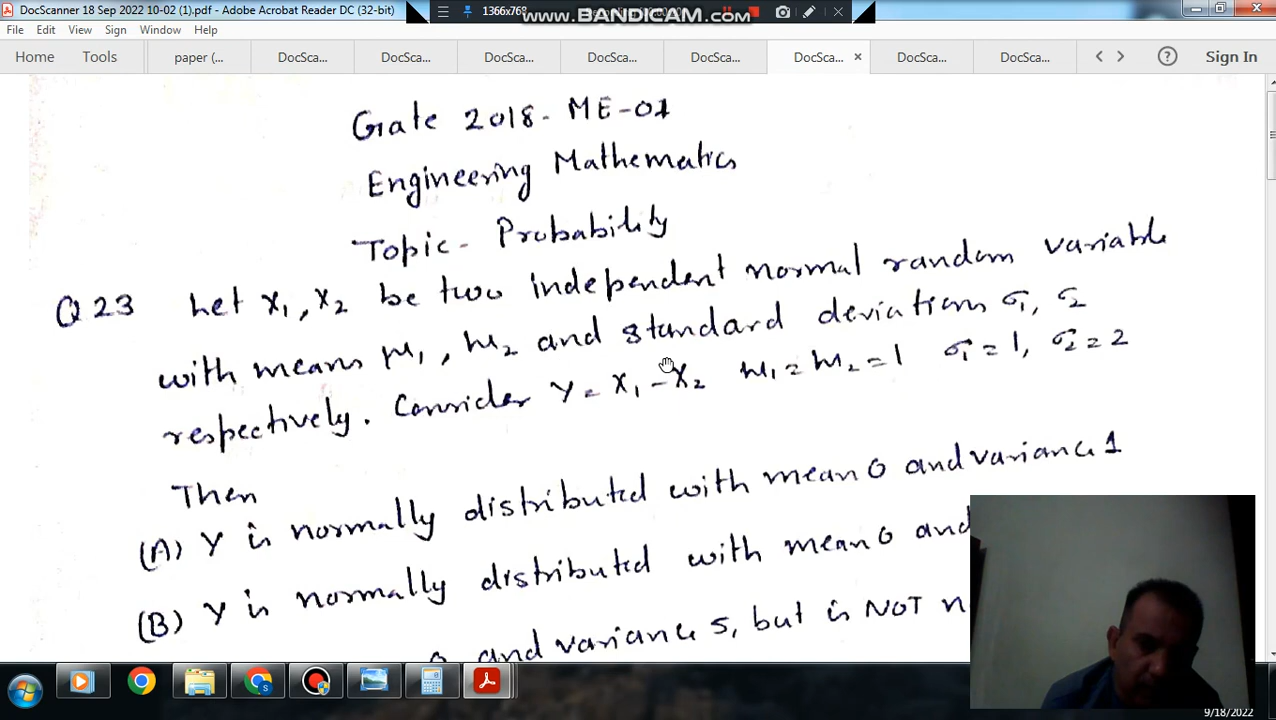 DocScanner 18 Sep 2022 10-02 (1).pdf - Adobe Acrobat Reader DC (32-bit)
1366x768
www.BANDICAM.com
File Edit View Sign Window Help
Home Tools paper (... DocSca... DocSca... DocSca... DocSca... DocSca... DocSca... × DocSca... DocSca... Sign In
Gate 2018- ME-01
Engineering Mathematics
Topic- Probability
Q23 Let X1, X2 be two independent normal random variable
with means μ1, μ2 and standard deviations σ1, σ2
respectively. Consider Y = X1 - X2 μ1 = μ2 = 1 σ1 = 1, σ2 = 2
Then
(A) Y is normally distributed with mean 0 and variance 1
(B) Y is normally distributed with mean 0 and
and variance 5, but is NOT n
9/18/2022